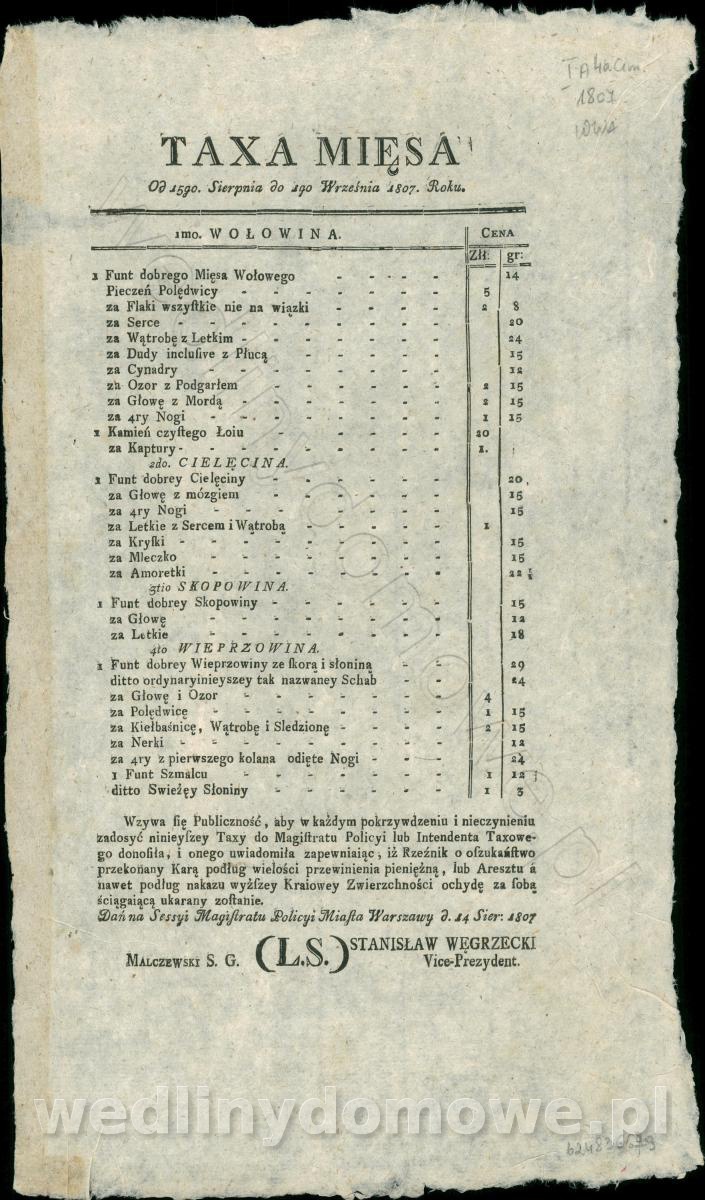 1807
TAXA MIĘSA
Od 15go. Sierpnia do 1go Września 1807. Roku.
1mo. WOŁOWINA. CENA
Złł: gr:
1 Funt dobrego Mięsa Wołowego - - - - 14
Pieczeń Polędwicy - - - - - - 5
za Flaki wszyſtkie nie na wiązki - - - - 2 8
za Serce - - - - - - - - 20
za Wątrobę z Letkim - - - - - - - 24
za Dudy incluſive z Płucą - - - - - 15
za Cynadry - - - - - - - 12
za Ozor z Podgarłem - - - - - - 2 15
za Głowę z Mordą - - - - - - - 2 15
za 4ry Nogi - - - - - - - - 1 15
1 Kamień czyſtego Łoiu - - - - - - 20
za Kaptury - - - - - - - - 1.
2do. CIELĘCINA.
1 Funt dobrey Cielęciny - - - - - - 20
za Głowę z mózgiem - - - - - - 15
za 4ry Nogi - - - - - - - - 15
za Letkie z Sercem i Wątrobą - - - - - 1
za Kryſki - - - - - - - - - 15
za Mleczko - - - - - - - - 15
za Amoretki - - - - - - - - 22 ½
3tio SKOPOWINA.
1 Funt dobrey Skopowiny - - - - - - 15
za Głowę - - - - - - - - 12
za Letkie - - - - - - - - 18
4to WIEPRZOWINA.
1 Funt dobrey Wieprzowiny ze ſkorą i słoniną - - 29
ditto ordynaryinieyszey tak nazwaney Schab - - 24
za Głowę i Ozor - - - - - - - 4
za Polędwicę - - - - - - - - 1 15
za Kiełbaśnicę, Wątrobę i Sledzionę - - - - 2 15
za Nerki - - - - - - - - - 12
za 4ry z pierwszego kolana odięte Nogi - - - 24
1 Funt Szmalcu - - - - - - - 1 12
ditto Swieżęy Słoniny - - - - - - 1 3
Wzywa ſię Publiczność, aby w każdym pokrzywdzeniu i nieczynieniu
zadosyć ninieyſzey Taxy do Magiſtratu Policyi lub Intendenta Taxowe-
go donoſiła, i onego uwiadomiła zapewniaiąc, iż Rzeźnik o oſzukańſtwo
przekonany Karą podług wielości przewinienia pieniężną, lub Aresztu a
nawet podług nakazu wyżſzey Kraiowey Zwierzchności ochydę za ſobą
ściągaiącą ukarany zoſtanie.
Dań na Sessyi Magiſtratu Policyi Miaſta Warszawy d. 14 Sier: 1807
MALCZEWSKI S. G. (L.S.) STANISŁAW WĘGRZECKI
Vice-Prezydent.
wedlinydomowe.pl
wedlinydomowe.pl